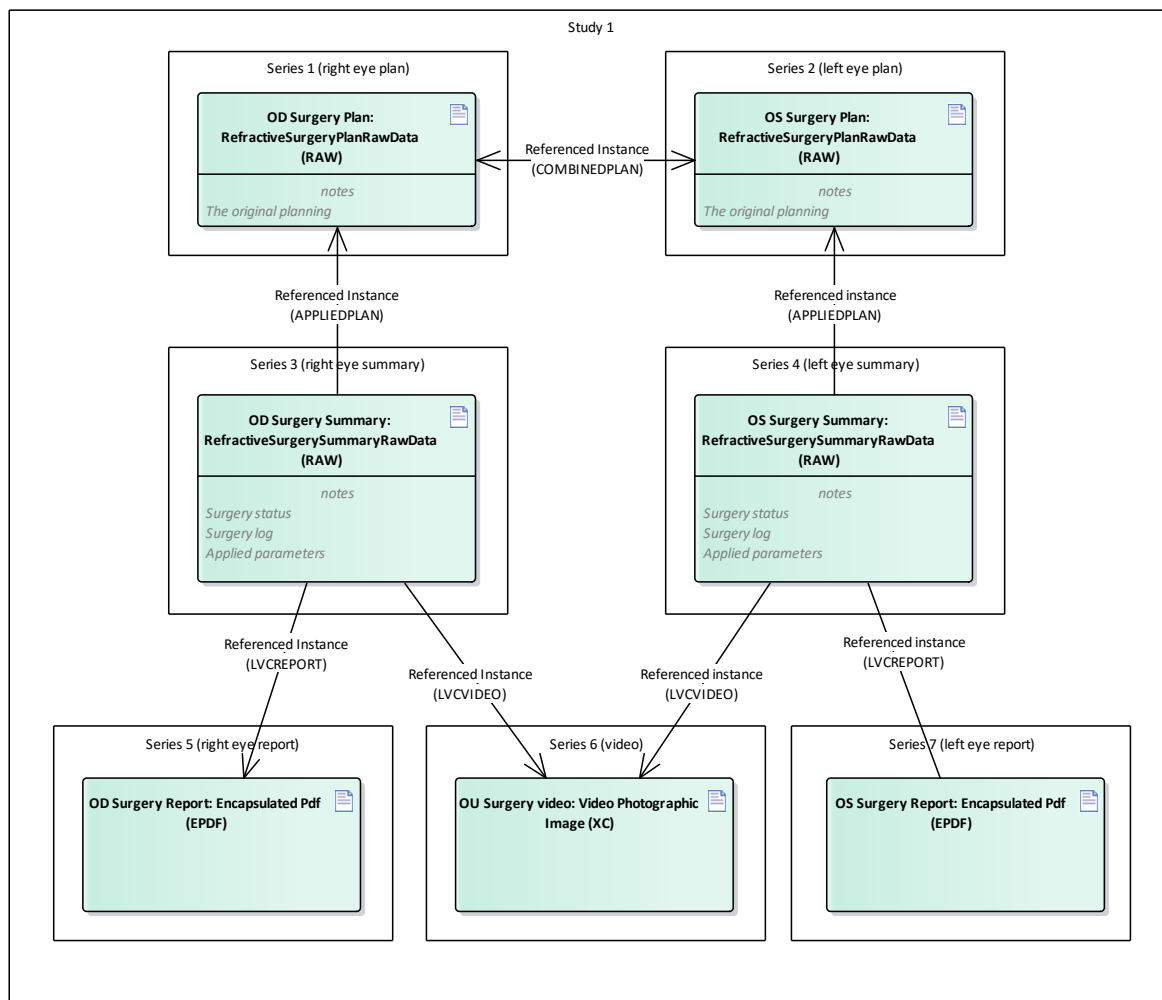 Study 1
Series 1 (right eye plan)
Series 2 (left eye plan)
OD Surgery Plan:
RefractiveSurgeryPlanRawData
(RAW)
notes
The original planning
Referenced Instance
(COMBINEDPLAN)
OS Surgery Plan:
RefractiveSurgeryPlanRawData
(RAW)
notes
The original planning
Referenced Instance
(APPLIEDPLAN)
Referenced instance
(APPLIEDPLAN)
Series 3 (right eye summary)
Series 4 (left eye summary)
OD Surgery Summary:
RefractiveSurgerySummaryRawData
(RAW)
notes
Surgery status
Surgery log
Applied parameters
OS Surgery Summary:
RefractiveSurgerySummaryRawData
(RAW)
notes
Surgery status
Surgery log
Applied parameters
Referenced Instance
(LVCREPORT)
Referenced Instance
(LVCVIDEO)
Referenced instance
(LVCVIDEO)
Referenced instance
(LVCREPORT)
Series 5 (right eye report)
Series 6 (video)
Series 7 (left eye report)
OD Surgery Report: Encapsulated Pdf
(EPDF)
OU Surgery video: Video Photographic
Image (XC)
OS Surgery Report: Encapsulated Pdf
(EPDF)